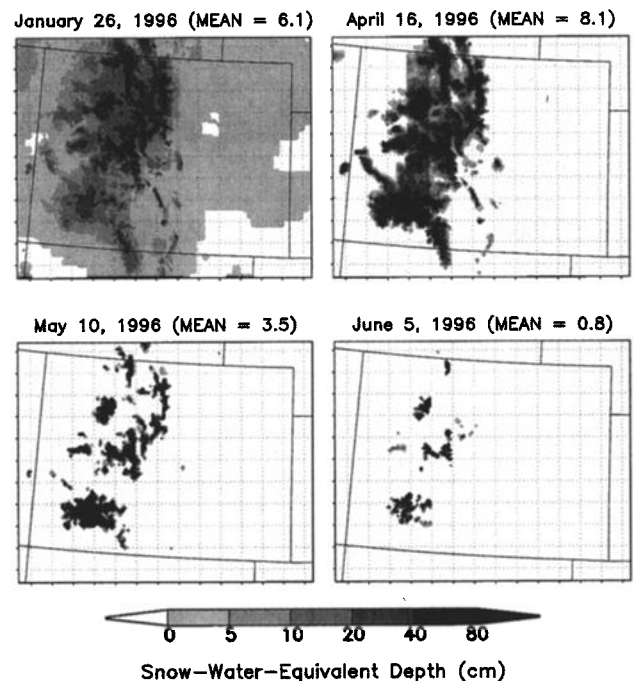 January 26, 1996 (MEAN = 6.1)
April 16, 1996 (MEAN = 8.1)
May 10, 1996 (MEAN = 3.5)
June 5, 1996 (MEAN = 0.8)
0 5 10 20 40 80
Snow-Water-Equivalent Depth (cm)